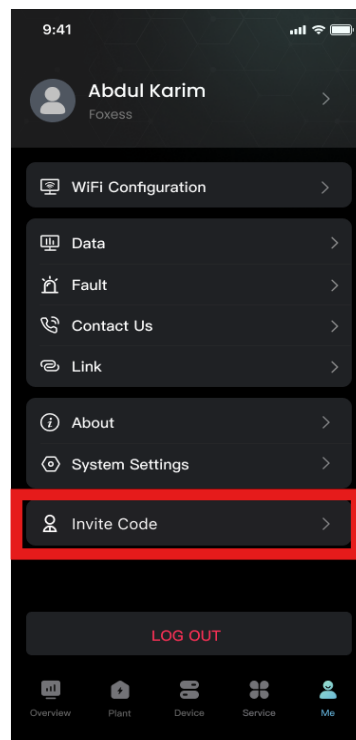 9:41
Abdul Karim
Foxess
WiFi Configuration
Data
Fault
Contact Us
Link
About
System Settings
Invite Code
LOG OUT
Overview Plant Device Service Me